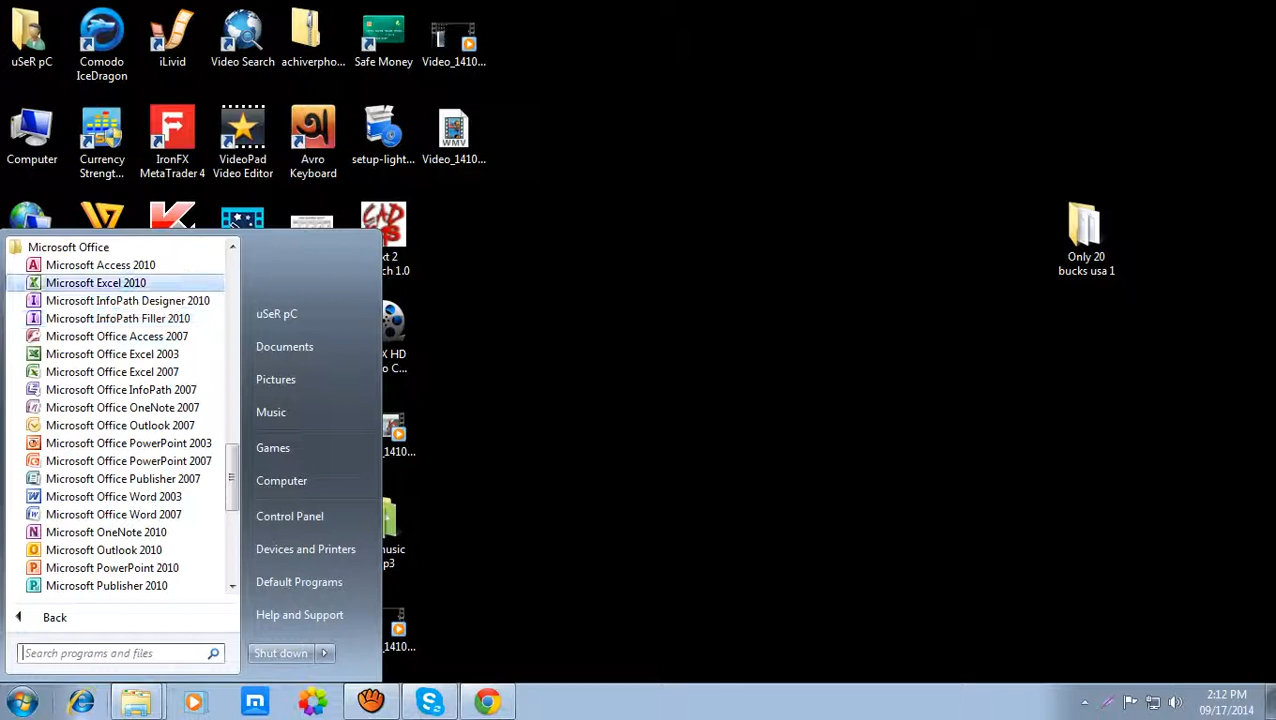 uSeR pC
Comodo
IceDragon
iLivid
Video Search
achiverpho...
Safe Money
Video_1410...
Computer
Currency
Strengt...
IronFX
MetaTrader 4
VideoPad
Video Editor
Avro
Keyboard
setup-light...
WMV
Video_1410...
CAD
xt 2
ch 1.0
Only 20
bucks usa 1
X HD
o C...
_1410...
music
p3
_1410...
Microsoft Office
Microsoft Access 2010
Microsoft Excel 2010
Microsoft InfoPath Designer 2010
Microsoft InfoPath Filler 2010
Microsoft Office Access 2007
Microsoft Office Excel 2003
Microsoft Office Excel 2007
Microsoft Office InfoPath 2007
Microsoft Office OneNote 2007
Microsoft Office Outlook 2007
Microsoft Office PowerPoint 2003
Microsoft Office PowerPoint 2007
Microsoft Office Publisher 2007
Microsoft Office Word 2003
Microsoft Office Word 2007
Microsoft OneNote 2010
Microsoft Outlook 2010
Microsoft PowerPoint 2010
Microsoft Publisher 2010
Back
Search programs and files
uSeR pC
Documents
Pictures
Music
Games
Computer
Control Panel
Devices and Printers
Default Programs
Help and Support
Shut down
2:12 PM
09/17/2014